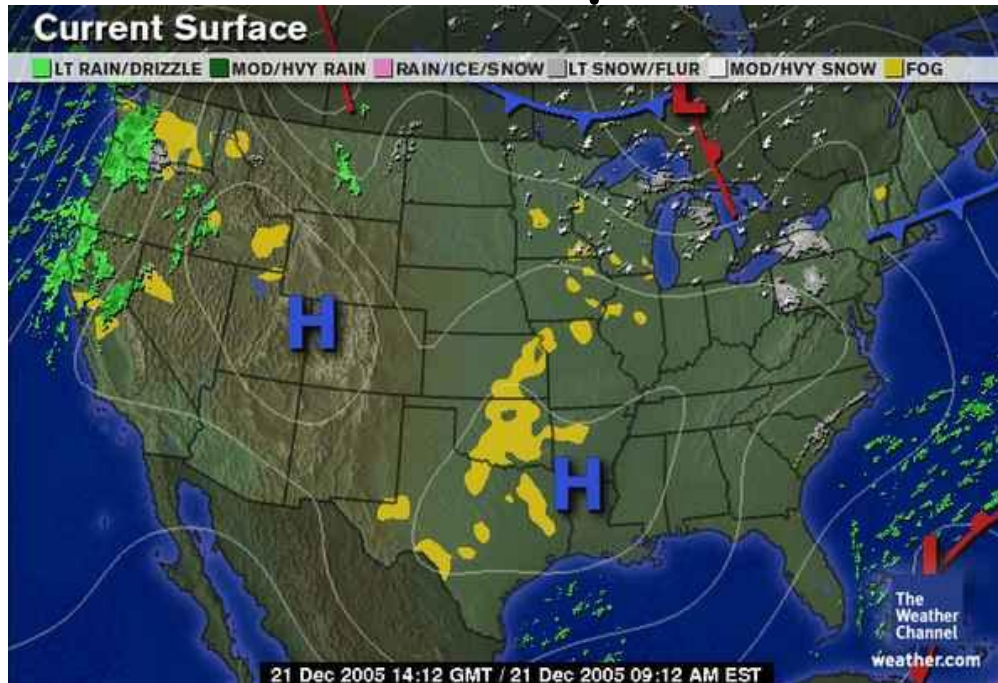 Current Surface
LT RAIN/DRIZZLE MOD/HVY RAIN RAIN/ICE/SNOW LT SNOW/FLUR MOD/HVY SNOW FOG
L
H
H
L
The
Weather
Channel
weather.com
21 Dec 2005 14:12 GMT / 21 Dec 2005 09:12 AM EST